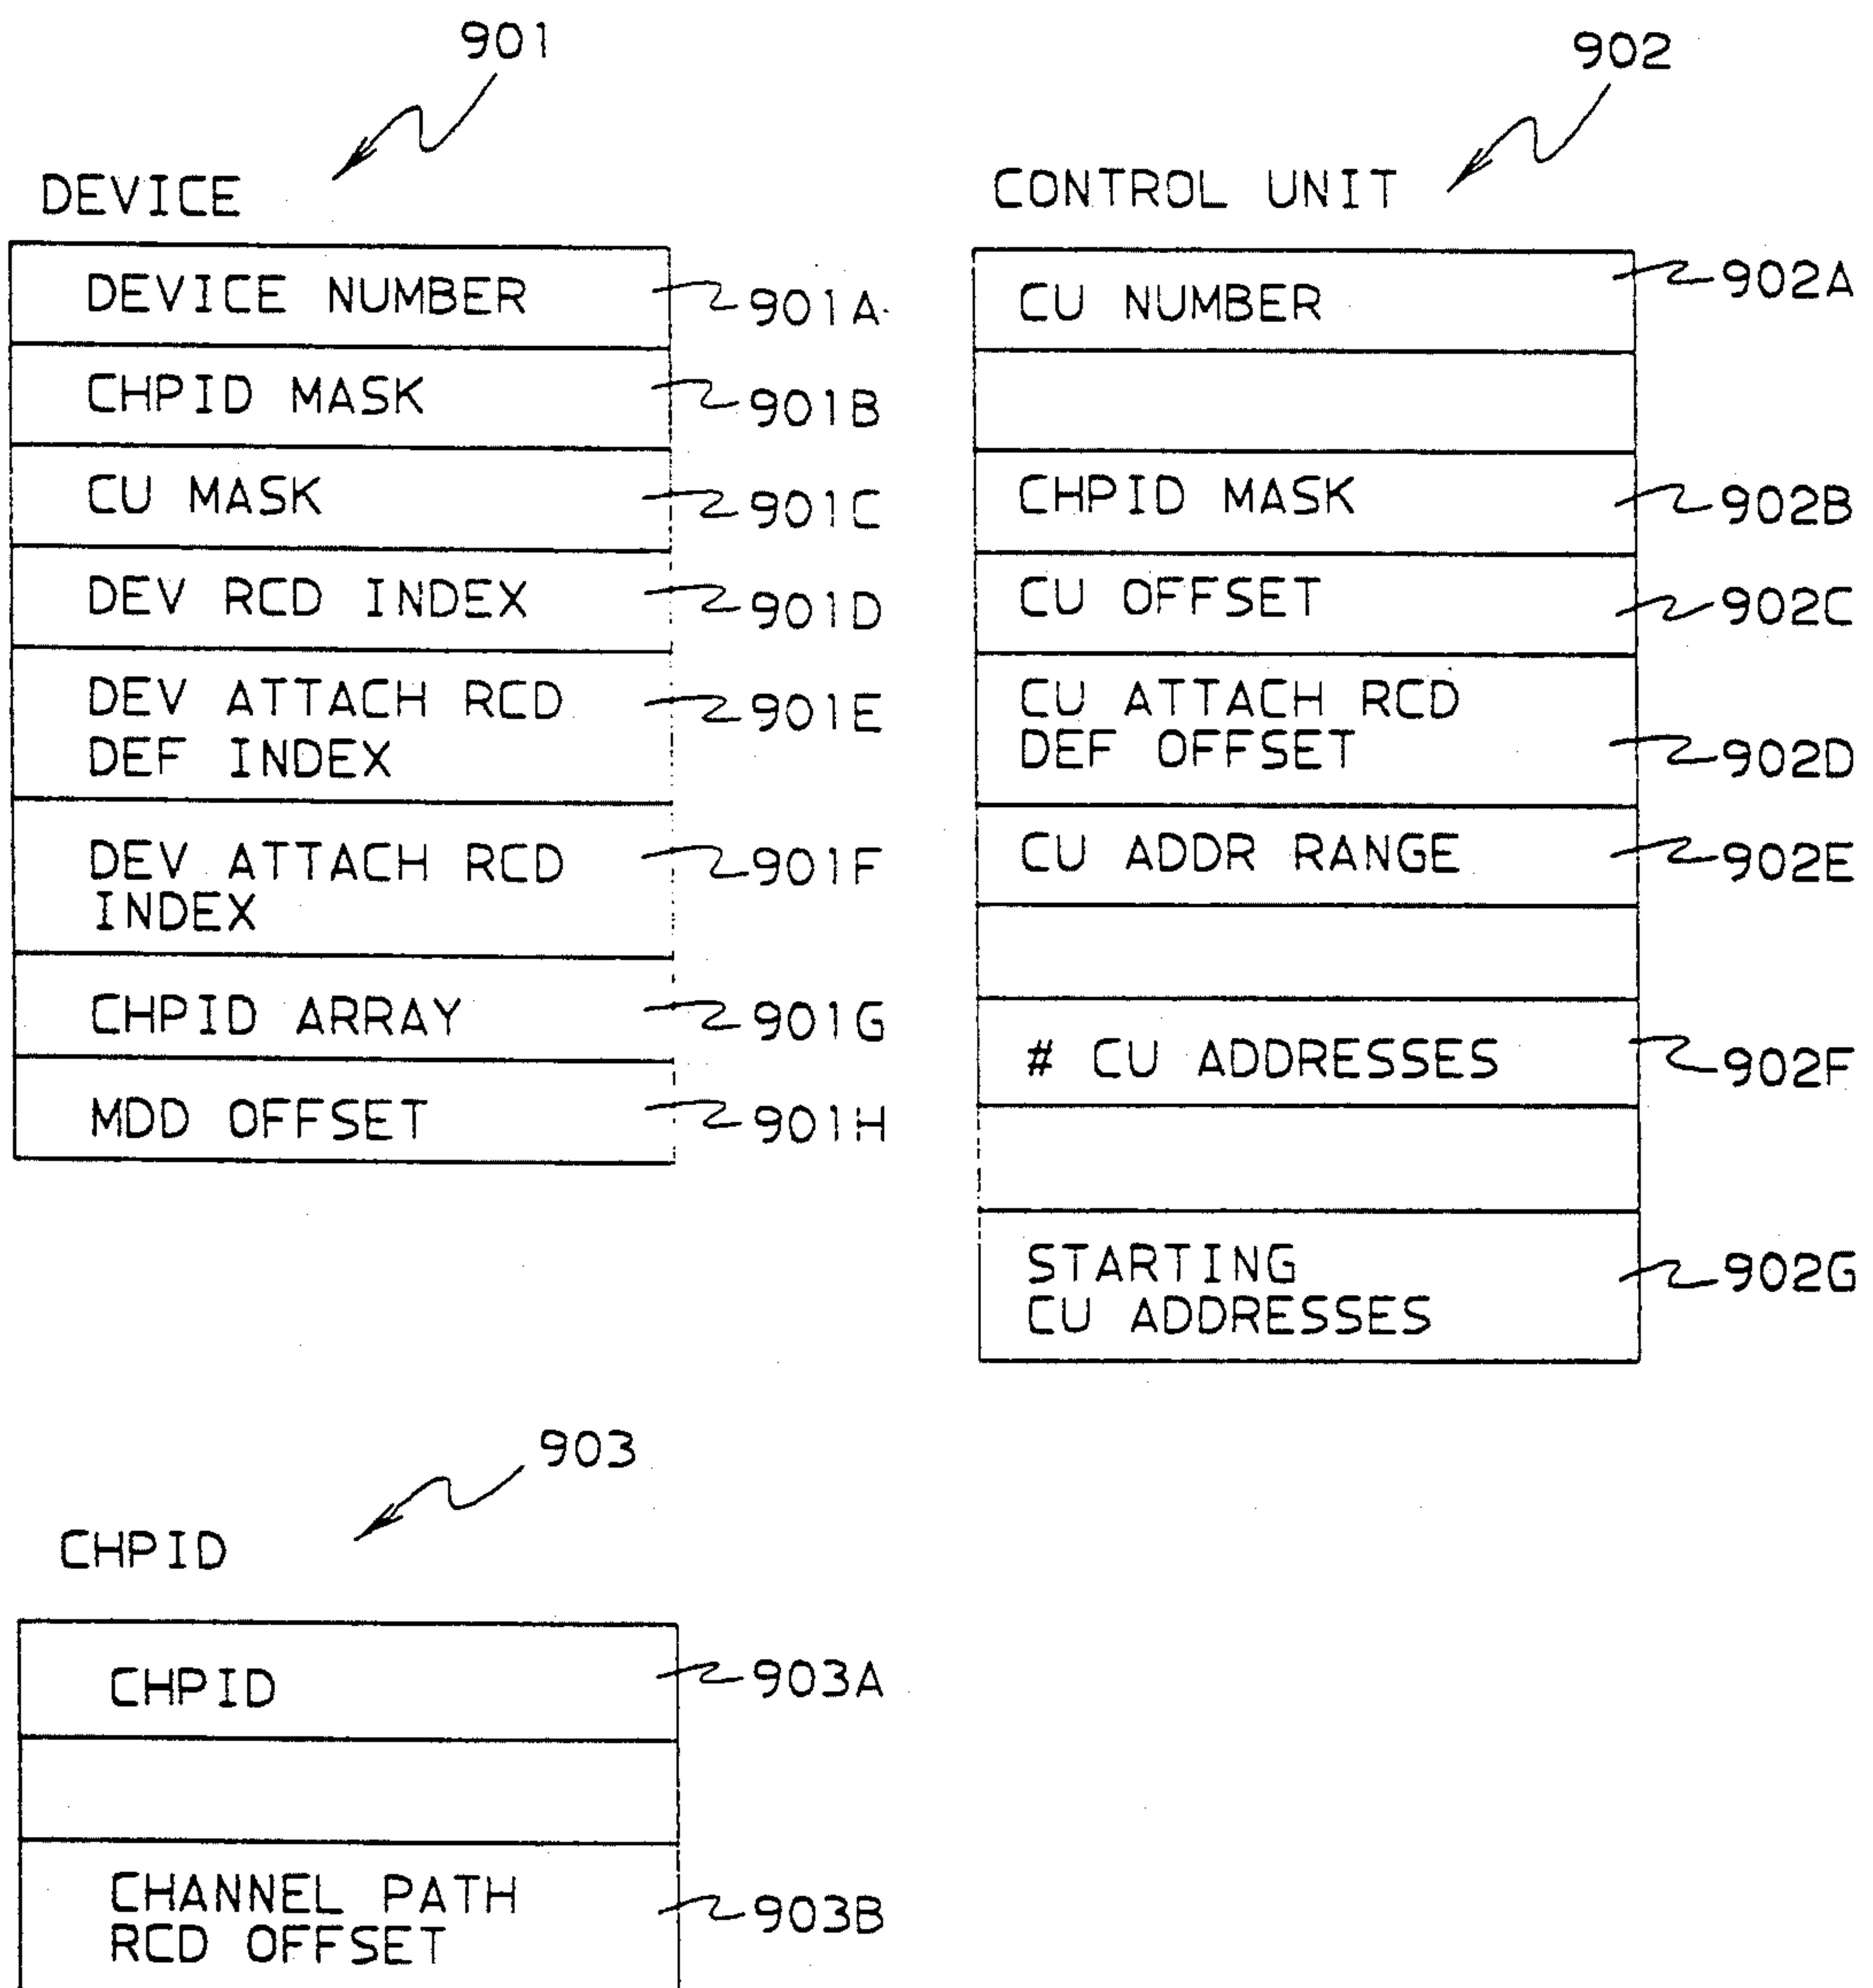 901
DEVICE
DEVICE NUMBER 901A
CHPID MASK 901B
CU MASK 901C
DEV RCD INDEX 901D
DEV ATTACH RCD 901E
DEF INDEX
DEV ATTACH RCD 901F
INDEX
CHPID ARRAY 901G
MDD OFFSET 901H
902
CONTROL UNIT
CU NUMBER 902A
CHPID MASK 902B
CU OFFSET 902C
CU ATTACH RCD
DEF OFFSET 902D
CU ADDR RANGE 902E
# CU ADDRESSES 902F
STARTING 902G
CU ADDRESSES
903
CHPID
CHPID 903A
CHANNEL PATH 903B
RCD OFFSET